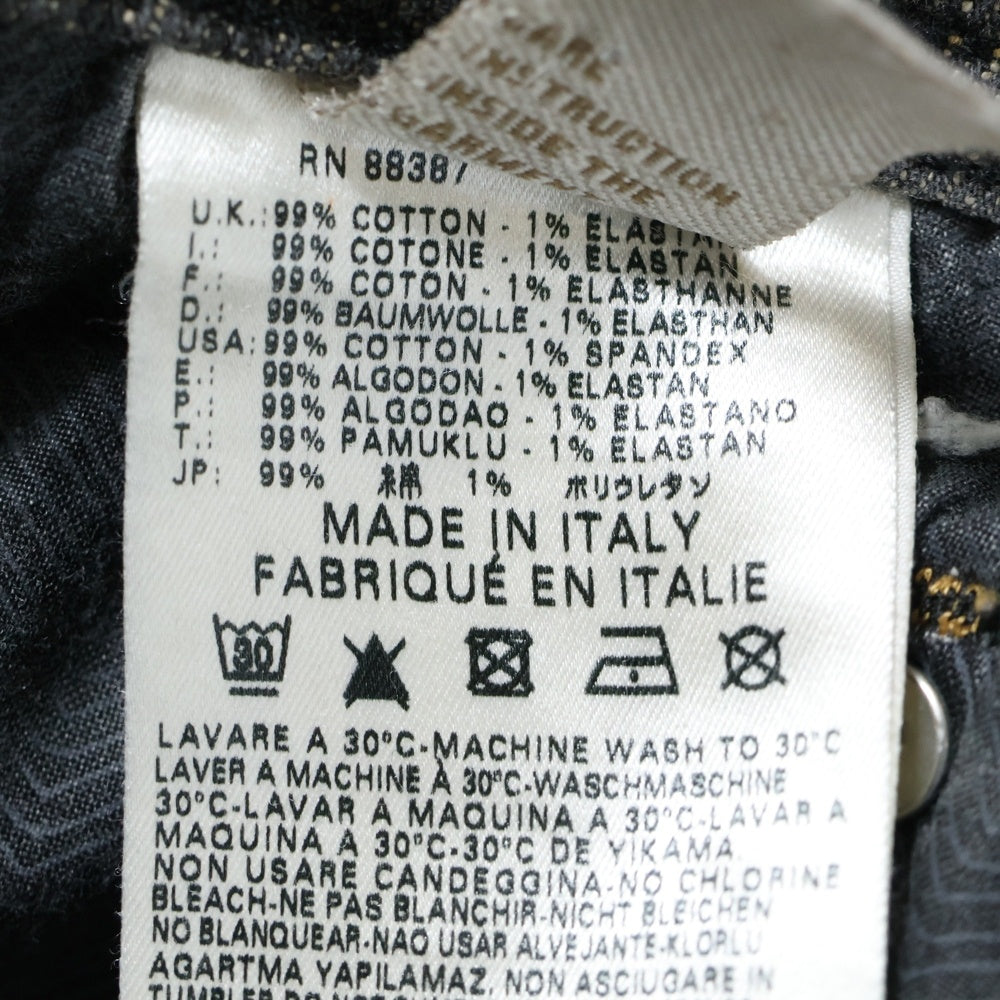 CARE
INSTRUCTION
INSIDE THE
GARMENT
RN 88387
U.K.: 99% COTTON - 1% ELASTAN
I.: 99% COTONE - 1% ELASTAN
F.: 99% COTON - 1% ELASTHANNE
D.: 99% BAUMWOLLE - 1% ELASTHAN
USA: 99% COTTON - 1% SPANDEX
E.: 99% ALGODON - 1% ELASTAN
P.: 99% ALGODAO - 1% ELASTANO
T.: 99% PAMUKLU - 1% ELASTAN
JP: 99% 綿 1% ポリウレタン
MADE IN ITALY
FABRIQUÉ EN ITALIE
30
LAVARE A 30°C-MACHINE WASH TO 30°C
LAVER A MACHINE À 30°C-WASCHMASCHINE
30°C-LAVAR A MAQUINA A 30°C-LAVAR A
MAQUINA A 30°C-30°C DE YIKAMA
NON USARE CANDEGGINA-NO CHLORINE
BLEACH-NE PAS BLANCHIR-NICHT BLEICHEN
NO BLANQUEAR-NAO USAR ALVEJANTE-KLORLU
AGARTMA YAPILAMAZ. NON ASCIUGARE IN
TUMBLER DO NOT TUMBLE